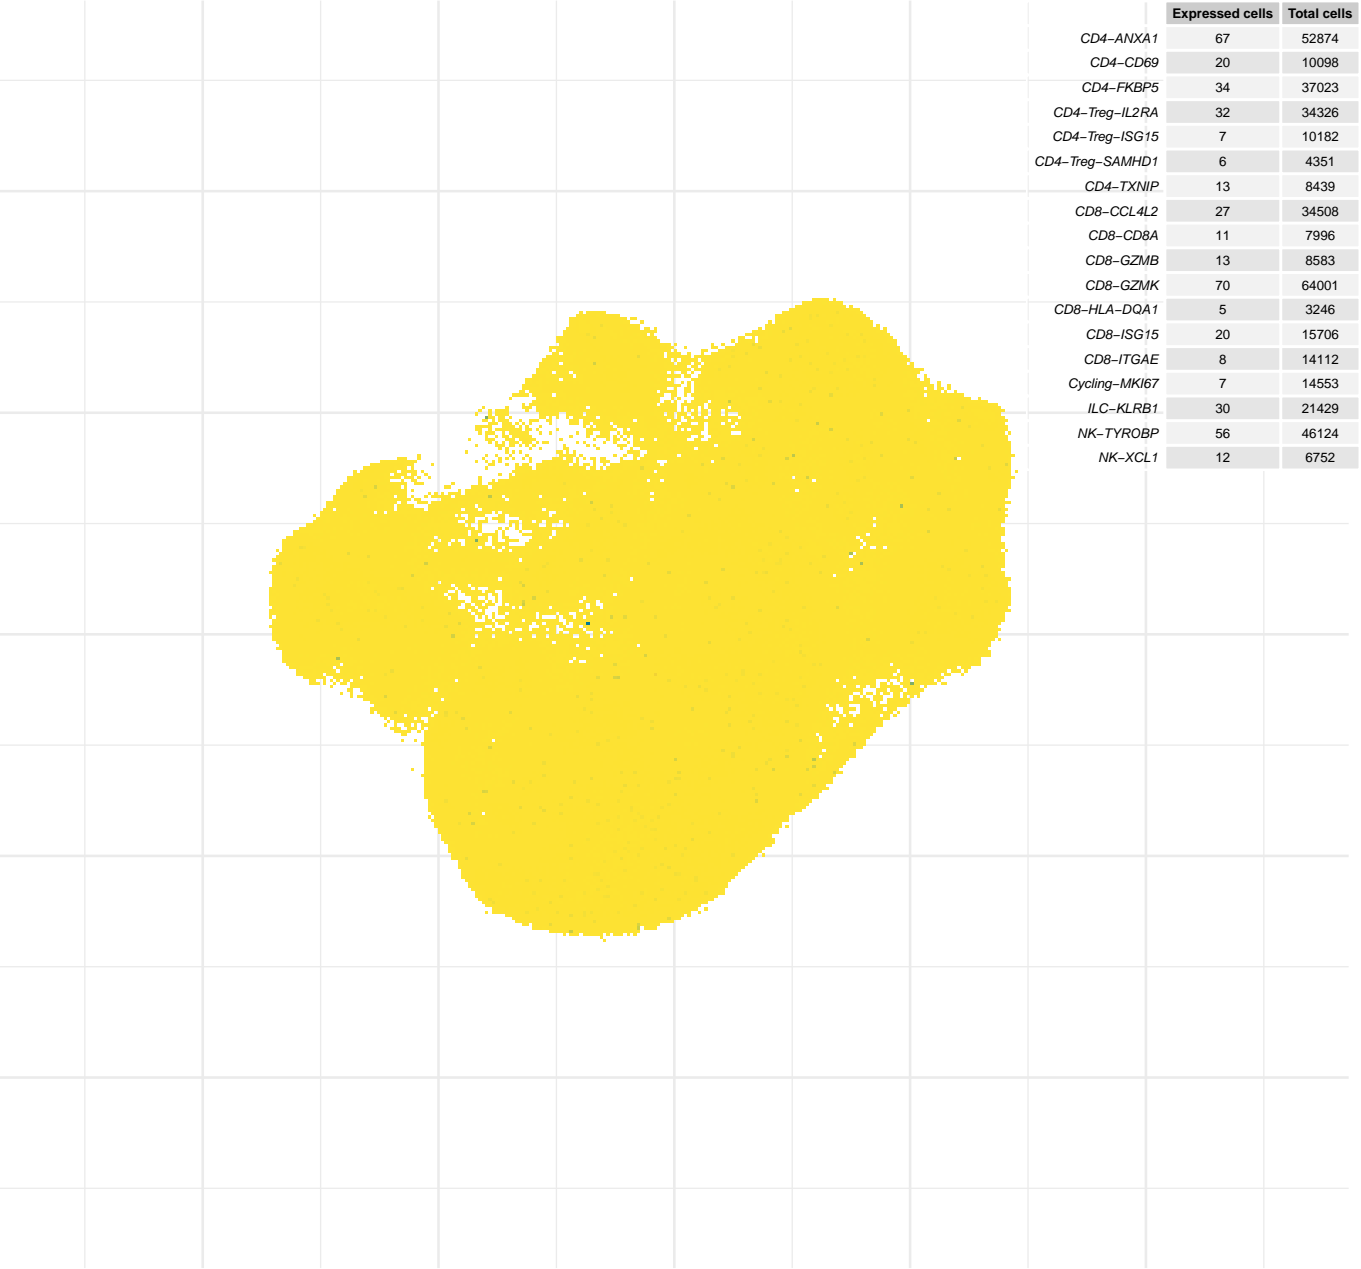 Expressed cells Total cells
CD4−ANXA1 67 52874
CD4−CD69 20 10098
CD4−FKBP5 34 37023
CD4−Treg−IL2RA 32 34326
CD4−Treg−ISG15 7 10182
CD4−Treg−SAMHD1 6 4351
CD4−TXNIP 13 8439
CD8−CCL4L2 27 34508
CD8−CD8A 11 7996
CD8−GZMB 13 8583
CD8−GZMK 70 64001
CD8−HLA−DQA1 5 3246
CD8−ISG15 20 15706
CD8−ITGAE 8 14112
Cycling−MKI67 7 14553
ILC−KLRB1 30 21429
NK−TYROBP 56 46124
NK−XCL1 12 6752